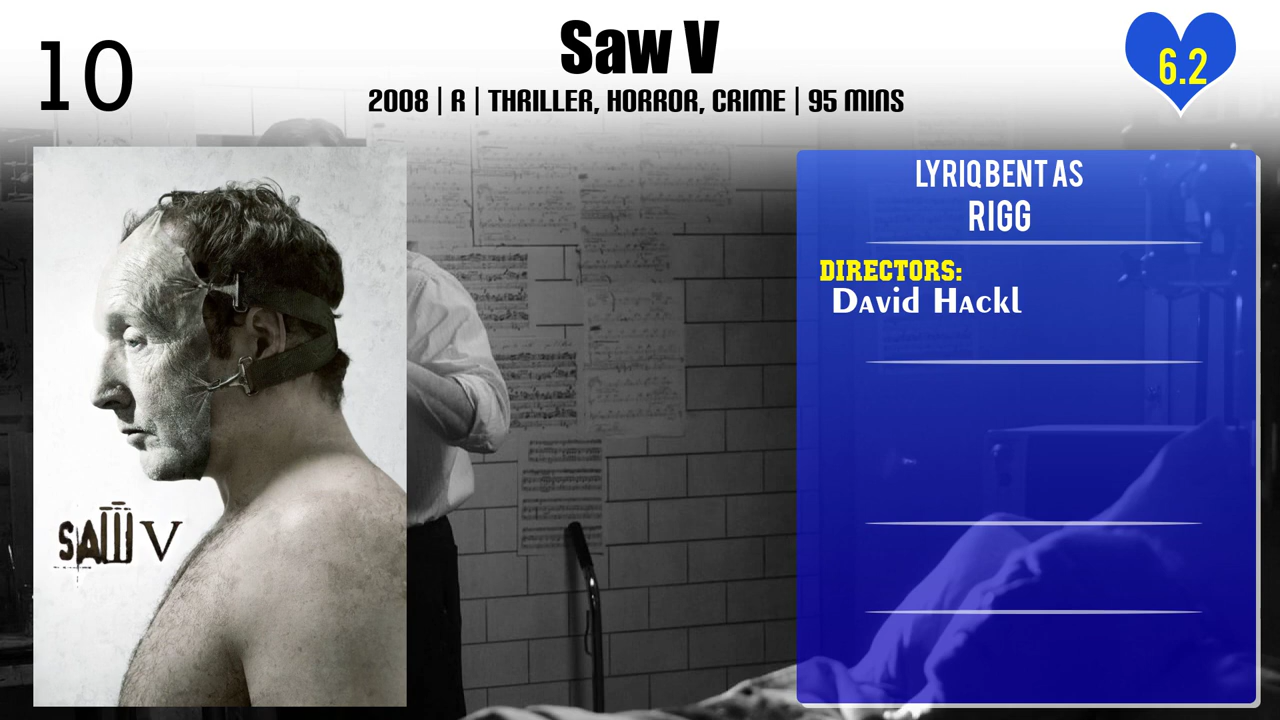 10
Saw V
2008 | R | THRILLER, HORROR, CRIME | 95 MINS
6.2
LYRIQ BENT AS
RIGG
DIRECTORS:
David Hackl
SAW V